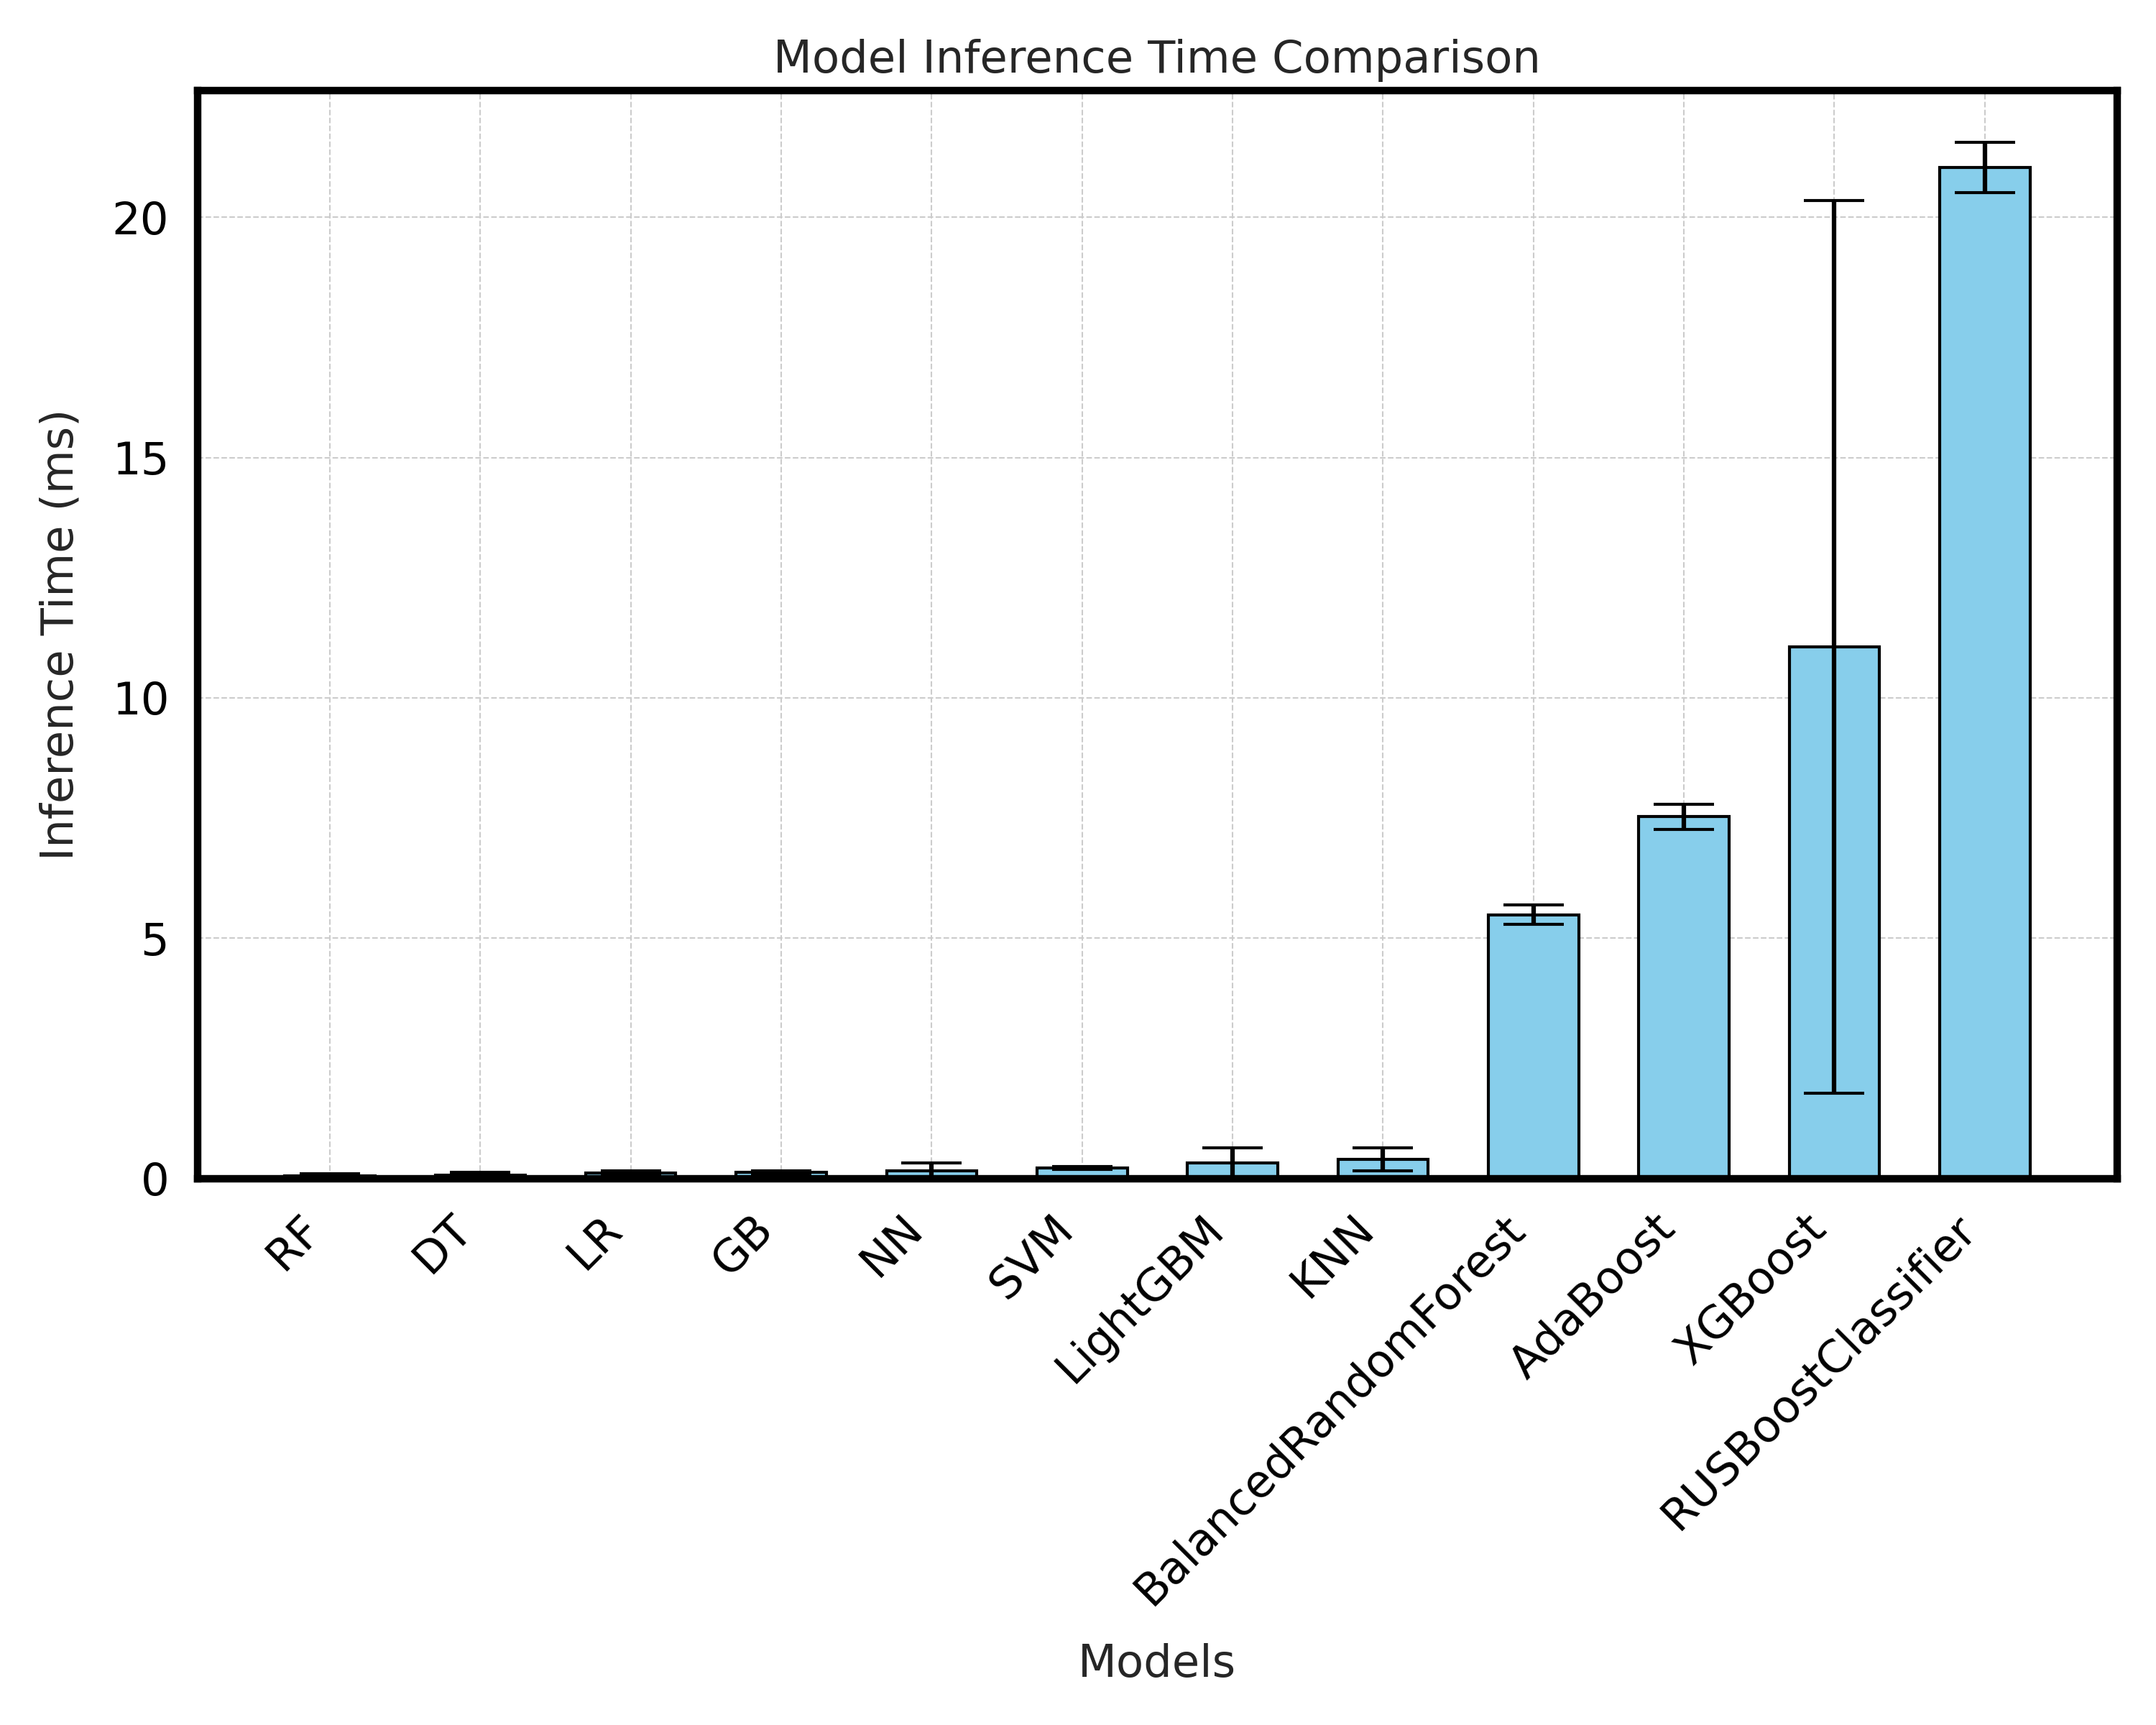 Model Inference Time Comparison
Inference Time (ms)
20
15
10
5
0
RF
DT
LR
GB
NN
SVM
LightGBM
KNN
BalancedRandomForest
AdaBoost
XGBoost
RUSBoostClassifier
Models